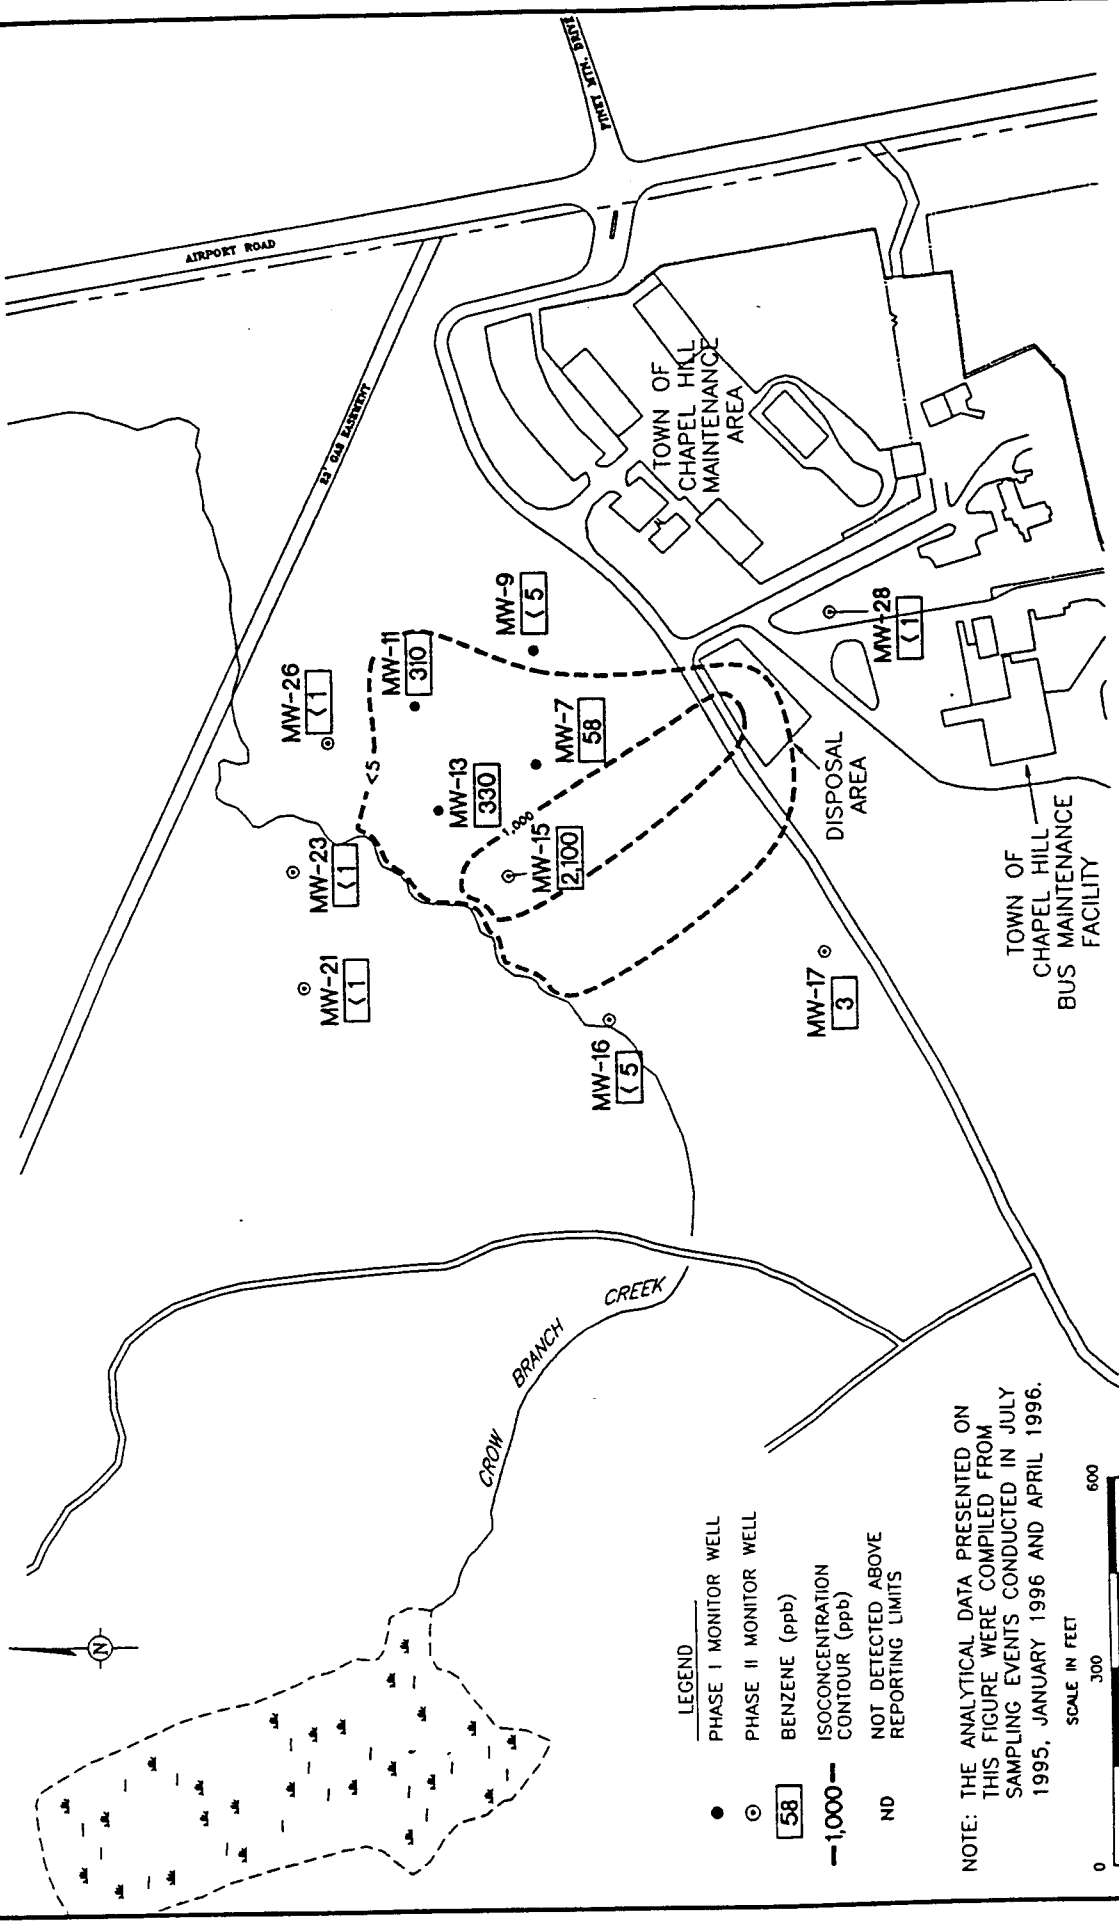 PINEY MTN. DRIVE
AIRPORT ROAD
22' GAS EASEMENT
TOWN OF
CHAPEL HILL
MAINTENANCE
AREA
MW-9
<5
MW-11
310
MW-26
<1
<5
MW-7
58
MW-13
330
1,000
MW-15
2,100
MW-23
<1
MW-21
<1
MW-16
<5
MW-17
3
MW-28
<1
DISPOSAL
AREA
TOWN OF
CHAPEL HILL
BUS MAINTENANCE
FACILITY
CROW BRANCH CREEK
N
LEGEND
PHASE I MONITOR WELL
PHASE II MONITOR WELL
58 BENZENE (ppb)
1,000 ISOCONCENTRATION
CONTOUR (ppb)
ND NOT DETECTED ABOVE
REPORTING LIMITS
NOTE: THE ANALYTICAL DATA PRESENTED ON
THIS FIGURE WERE COMPILED FROM
SAMPLING EVENTS CONDUCTED IN JULY
1995, JANUARY 1996 AND APRIL 1996.
SCALE IN FEET
0 300 600